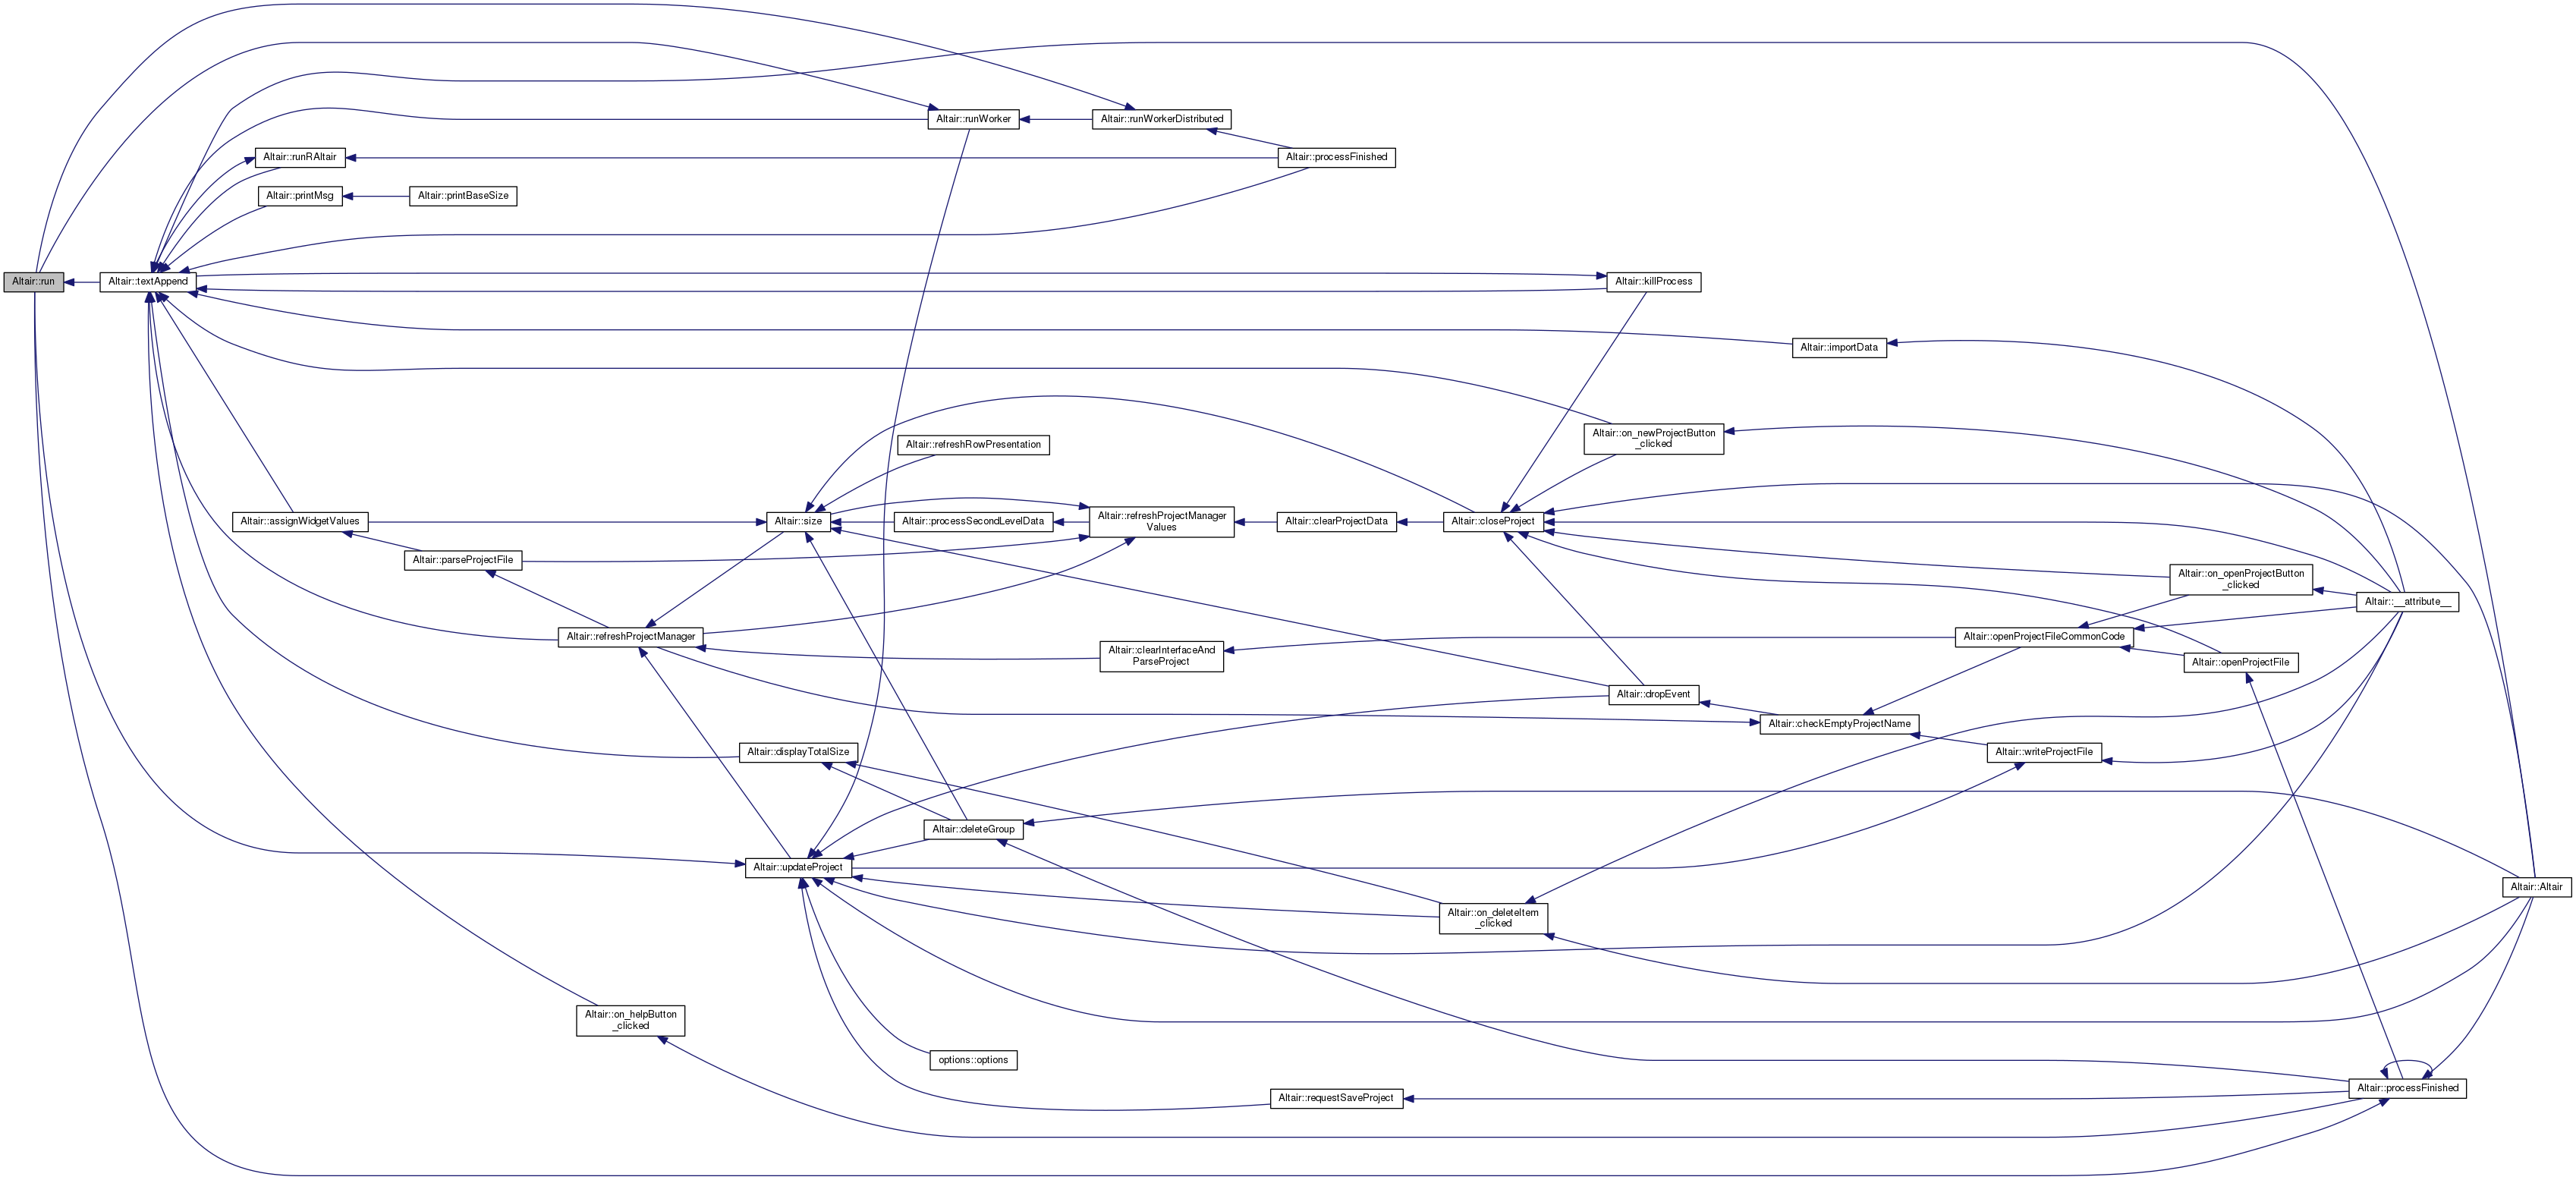 Altair::run
Altair::textAppend
Altair::runWorker
Altair::runWorkerDistributed
Altair::runRAltair
Altair::processFinished
Altair::printMsg
Altair::printBaseSize
Altair::killProcess
Altair::importData
Altair::on_newProjectButton
_clicked
Altair::refreshRowPresentation
Altair::assignWidgetValues
Altair::size
Altair::processSecondLevelData
Altair::refreshProjectManager
Values
Altair::clearProjectData
Altair::closeProject
Altair::parseProjectFile
Altair::on_openProjectButton
_clicked
Altair::__attribute__
Altair::refreshProjectManager
Altair::clearInterfaceAnd
ParseProject
Altair::openProjectFileCommonCode
Altair::openProjectFile
Altair::dropEvent
Altair::checkEmptyProjectName
Altair::displayTotalSize
Altair::writeProjectFile
Altair::deleteGroup
Altair::updateProject
Altair::Altair
Altair::on_deleteItem
_clicked
Altair::on_helpButton
_clicked
options::options
Altair::requestSaveProject
Altair::processFinished